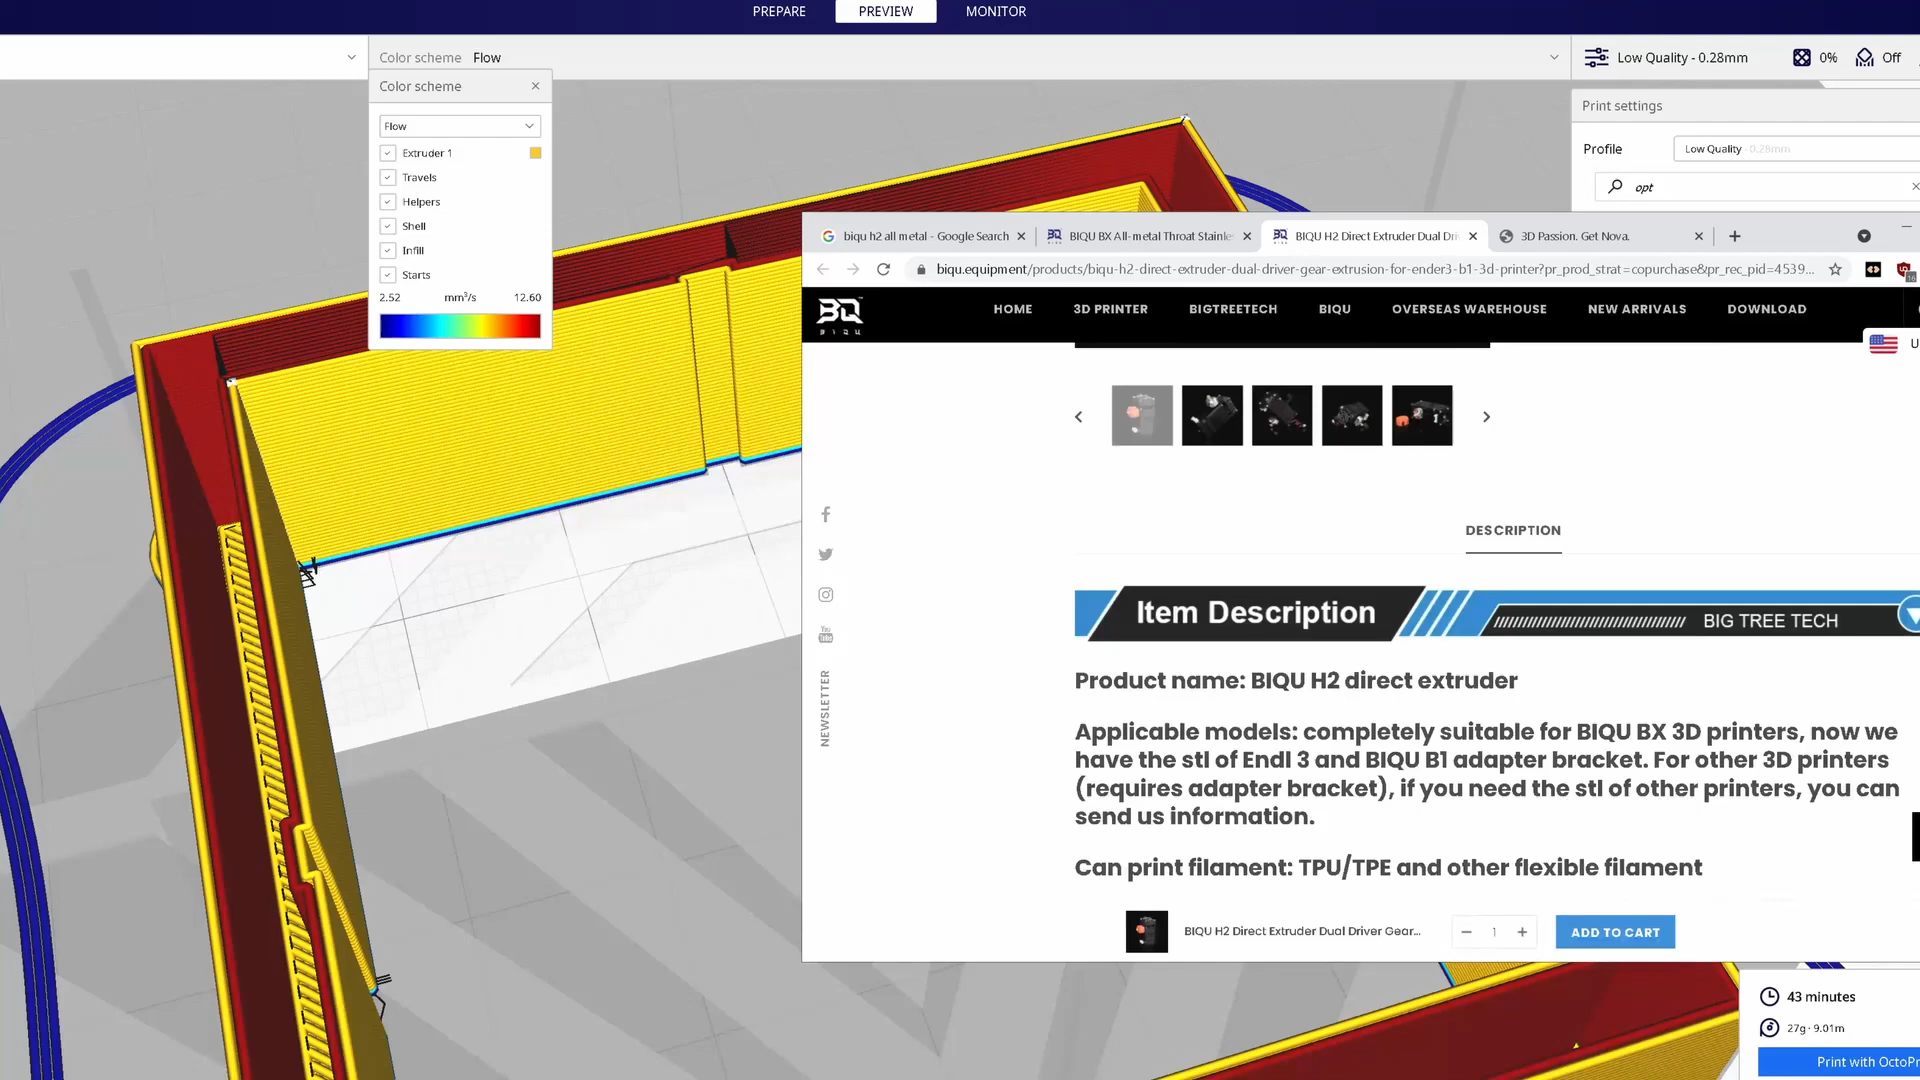 PREPARE
PREVIEW
MONITOR
Color scheme Flow
Low Quality - 0.28mm
0%
Off
Color scheme
Flow
Extruder 1
Travels
Helpers
Shell
Infill
Starts
2.52 mm³/s 12.60
Print settings
Profile
Low Quality - 0.28mm
opt
biqu h2 all metal - Google Search
BIQU BX All-metal Throat Stainle
BIQU H2 Direct Extruder Dual Dri
3D Passion. Get Nova.
biqu.equipment/products/biqu-h2-direct-extruder-dual-driver-gear-extrusion-for-ender3-b1-3d-printer?pr_prod_strat=copurchase&pr_rec_pid=4539...
BQ
BIQU
HOME
3D PRINTER
BIGTREETECH
BIQU
OVERSEAS WAREHOUSE
NEW ARRIVALS
DOWNLOAD
U
NEWSLETTER
DESCRIPTION
Item Description
BIG TREE TECH
Product name: BIQU H2 direct extruder
Applicable models: completely suitable for BIQU BX 3D printers, now we
have the stl of Endl 3 and BIQU B1 adapter bracket. For other 3D printers
(requires adapter bracket), if you need the stl of other printers, you can
send us information.
Can print filament: TPU/TPE and other flexible filament
BIQU H2 Direct Extruder Dual Driver Gear...
− 1 +
ADD TO CART
43 minutes
27g · 9.01m
Print with OctoPr